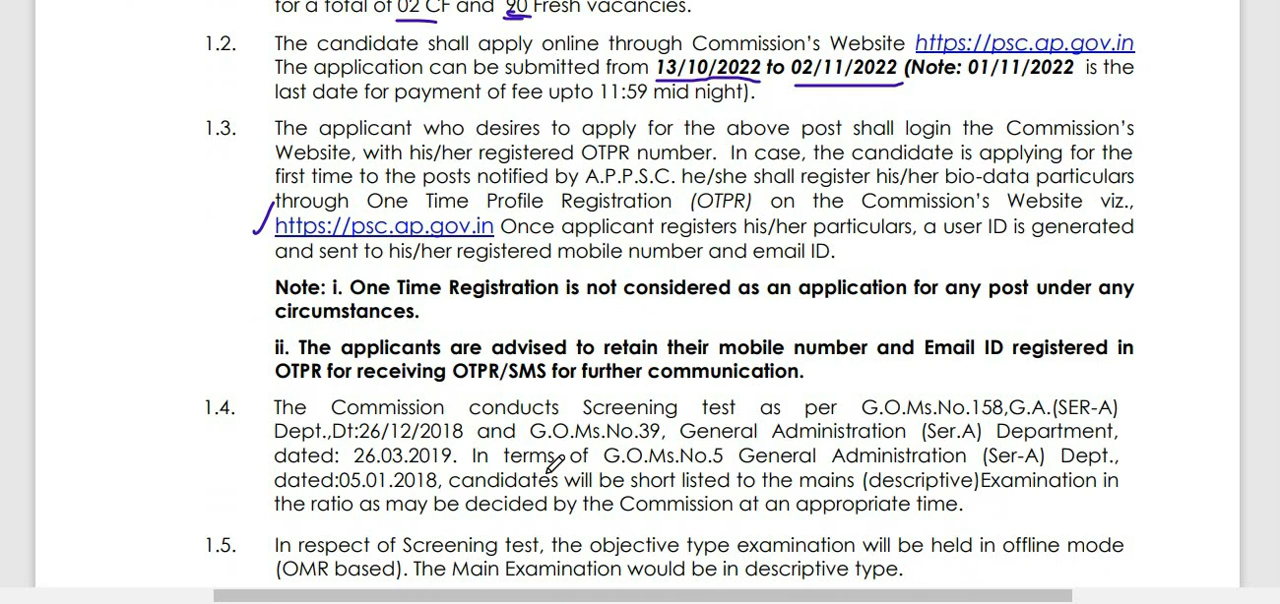 for a total of 02 CF and 20 Fresh vacancies.
1.2. The candidate shall apply online through Commission's Website https://psc.ap.gov.in
The application can be submitted from 13/10/2022 to 02/11/2022 (Note: 01/11/2022 is the
last date for payment of fee upto 11:59 mid night).
1.3. The applicant who desires to apply for the above post shall login the Commission's
Website, with his/her registered OTPR number. In case, the candidate is applying for the
first time to the posts notified by A.P.P.S.C. he/she shall register his/her bio-data particulars
through One Time Profile Registration (OTPR) on the Commission's Website viz.,
https://psc.ap.gov.in Once applicant registers his/her particulars, a user ID is generated
and sent to his/her registered mobile number and email ID.
Note: i. One Time Registration is not considered as an application for any post under any
circumstances.
ii. The applicants are advised to retain their mobile number and Email ID registered in
OTPR for receiving OTPR/SMS for further communication.
1.4. The Commission conducts Screening test as per G.O.Ms.No.158,G.A.(SER-A)
Dept.,Dt:26/12/2018 and G.O.Ms.No.39, General Administration (Ser.A) Department,
dated: 26.03.2019. In terms of G.O.Ms.No.5 General Administration (Ser-A) Dept.,
dated:05.01.2018, candidates will be short listed to the mains (descriptive)Examination in
the ratio as may be decided by the Commission at an appropriate time.
1.5. In respect of Screening test, the objective type examination will be held in offline mode
(OMR based). The Main Examination would be in descriptive type.